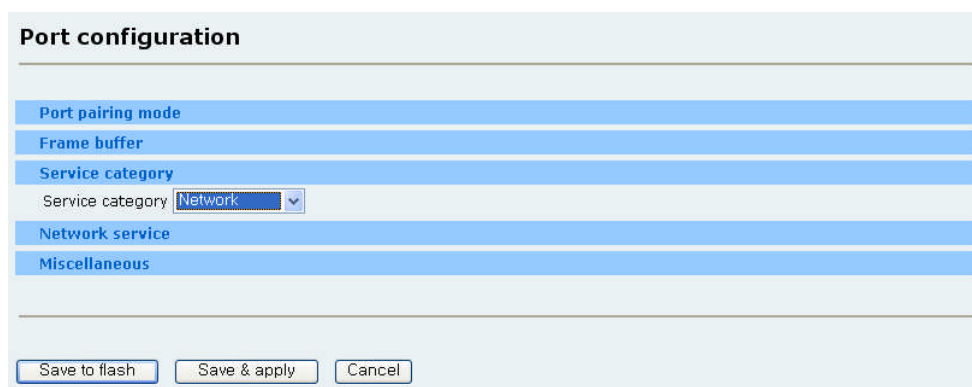 Port configuration
Port pairing mode
Frame buffer
Service category
Service category Network
Network service
Miscellaneous
Save to flash Save & apply Cancel